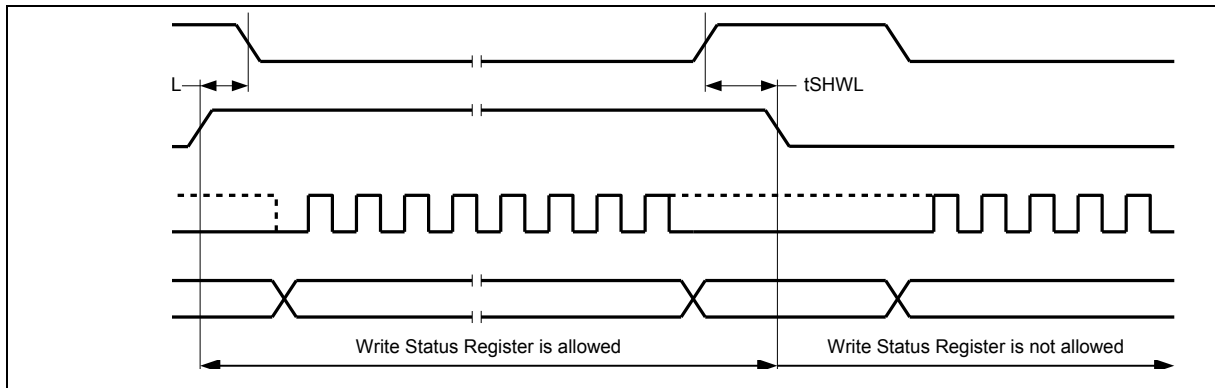 L
tSHWL
Write Status Register is allowed
Write Status Register is not allowed